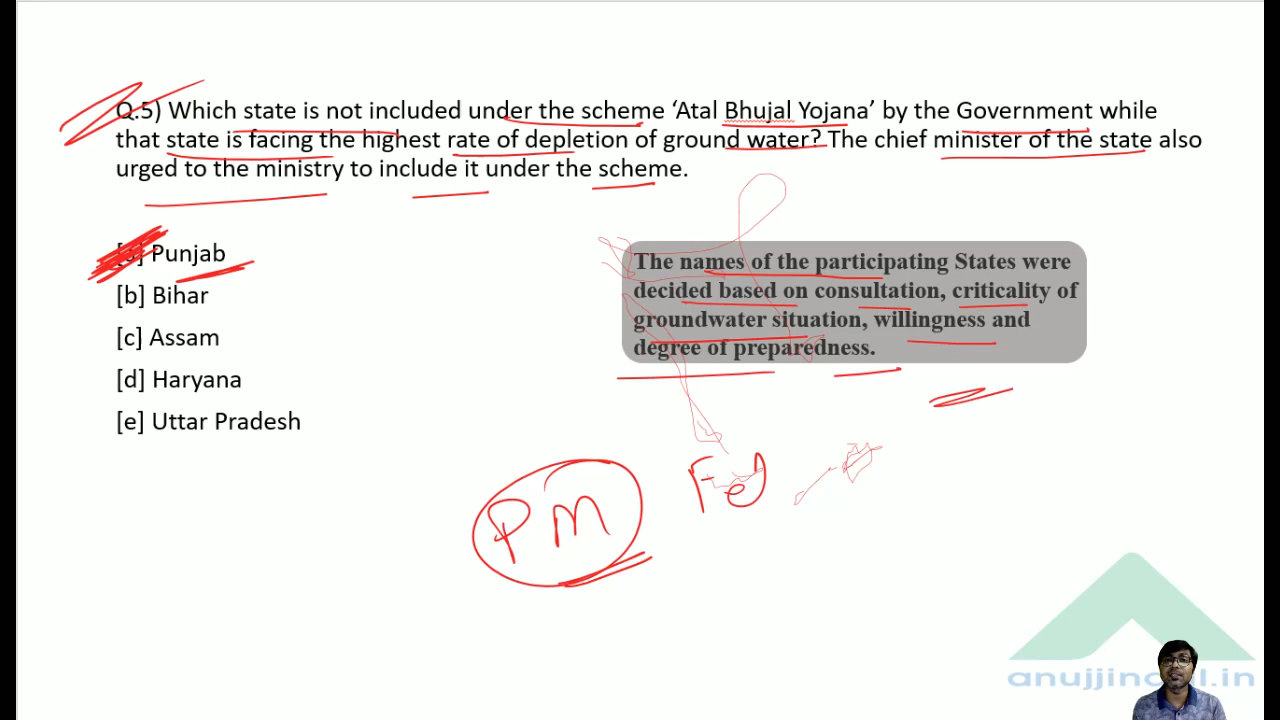 Q.5) Which state is not included under the scheme ‘Atal Bhujal Yojana’ by the Government while
that state is facing the highest rate of depletion of ground water? The chief minister of the state also
urged to the ministry to include it under the scheme.
[a] Punjab
[b] Bihar
[c] Assam
[d] Haryana
[e] Uttar Pradesh
The names of the participating States were
decided based on consultation, criticality of
groundwater situation, willingness and
degree of preparedness.
PM
Fed
anujjindal.in